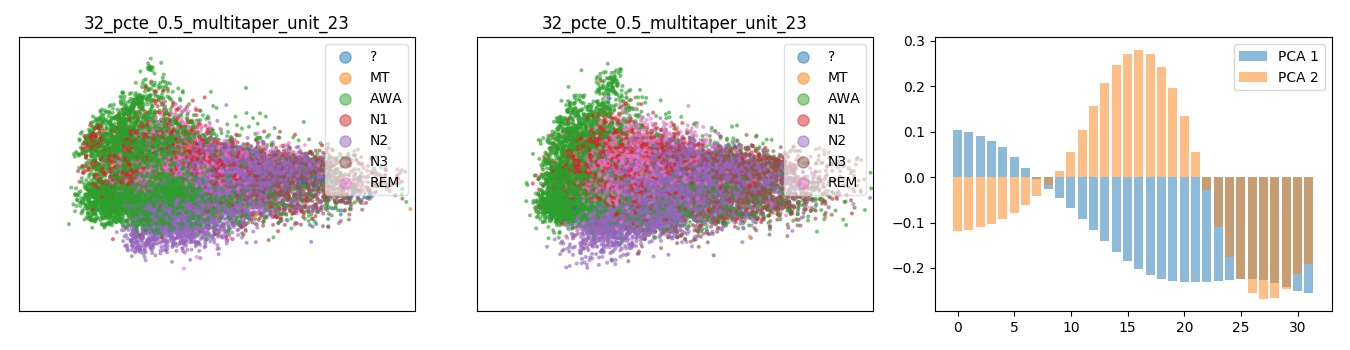 32_pcte_0.5_multitaper_unit_23
?
MT
AWA
N1
N2
N3
REM
32_pcte_0.5_multitaper_unit_23
?
MT
AWA
N1
N2
N3
REM
PCA 1
PCA 2
0.3
0.2
0.1
0.0
−0.1
−0.2
0 5 10 15 20 25 30